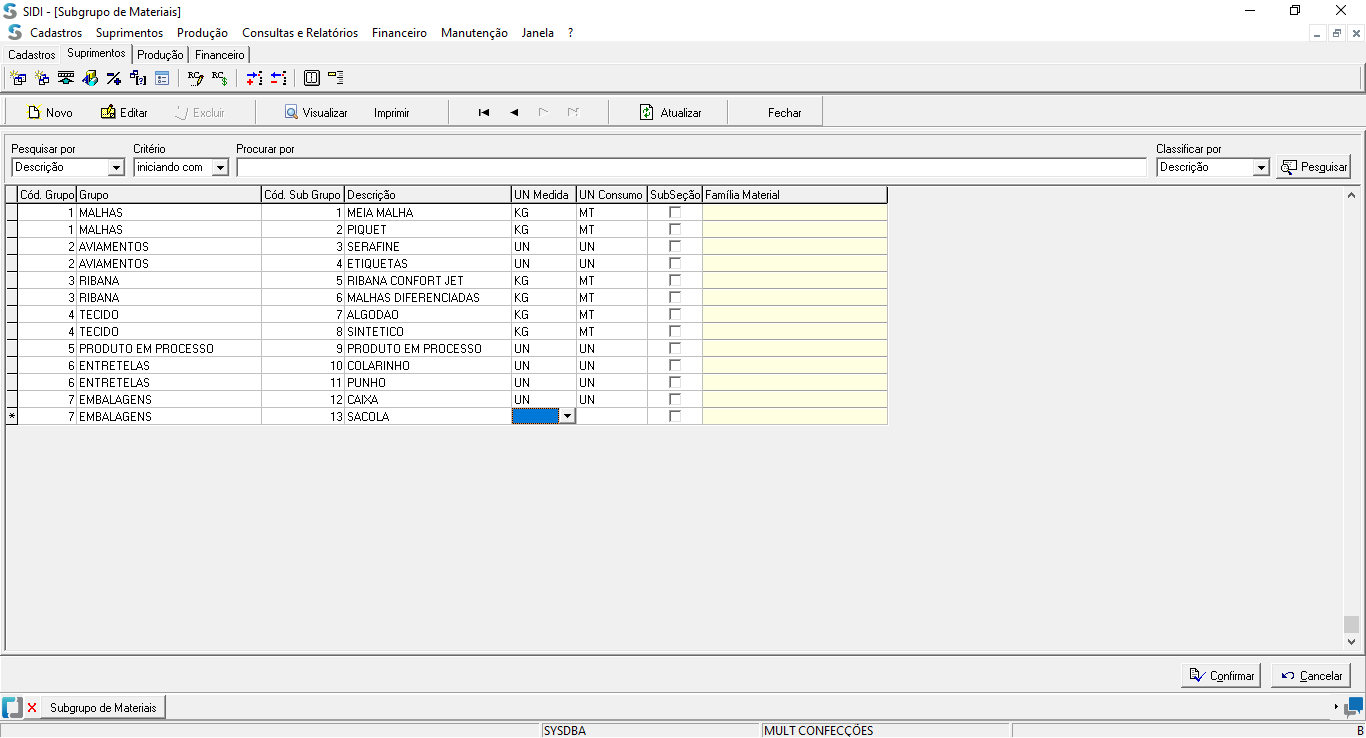 SIDI - [Subgrupo de Materiais]
Cadastros Suprimentos Produção Consultas e Relatórios Financeiro Manutenção Janela ?
Cadastros Suprimentos Produção Financeiro
Novo Editar Excluir Visualizar Imprimir Atualizar Fechar
Pesquisar por Critério Procurar por Classificar por
Descrição iniciando com Descrição Pesquisar
Cód. Grupo Grupo Cód. Sub Grupo Descrição UN Medida UN Consumo SubSeção Família Material
1 MALHAS 1 MEIA MALHA KG MT
1 MALHAS 2 PIQUET KG MT
2 AVIAMENTOS 3 SERAFINE UN UN
2 AVIAMENTOS 4 ETIQUETAS UN UN
3 RIBANA 5 RIBANA CONFORT JET KG MT
3 RIBANA 6 MALHAS DIFERENCIADAS KG MT
4 TECIDO 7 ALGODAO KG MT
4 TECIDO 8 SINTETICO KG MT
5 PRODUTO EM PROCESSO 9 PRODUTO EM PROCESSO UN UN
6 ENTRETELAS 10 COLARINHO UN UN
6 ENTRETELAS 11 PUNHO UN UN
7 EMBALAGENS 12 CAIXA UN UN
* 7 EMBALAGENS 13 SACOLA
Confirmar Cancelar
Subgrupo de Materiais
SYSDBA MULT CONFECÇÕES B